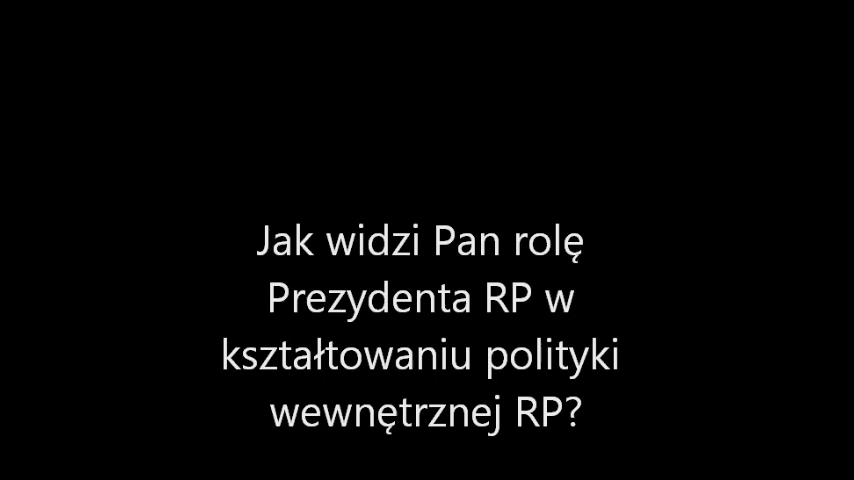 Jak widzi Pan rolę
Prezydenta RP w
kształtowaniu polityki
wewnętrznej RP?